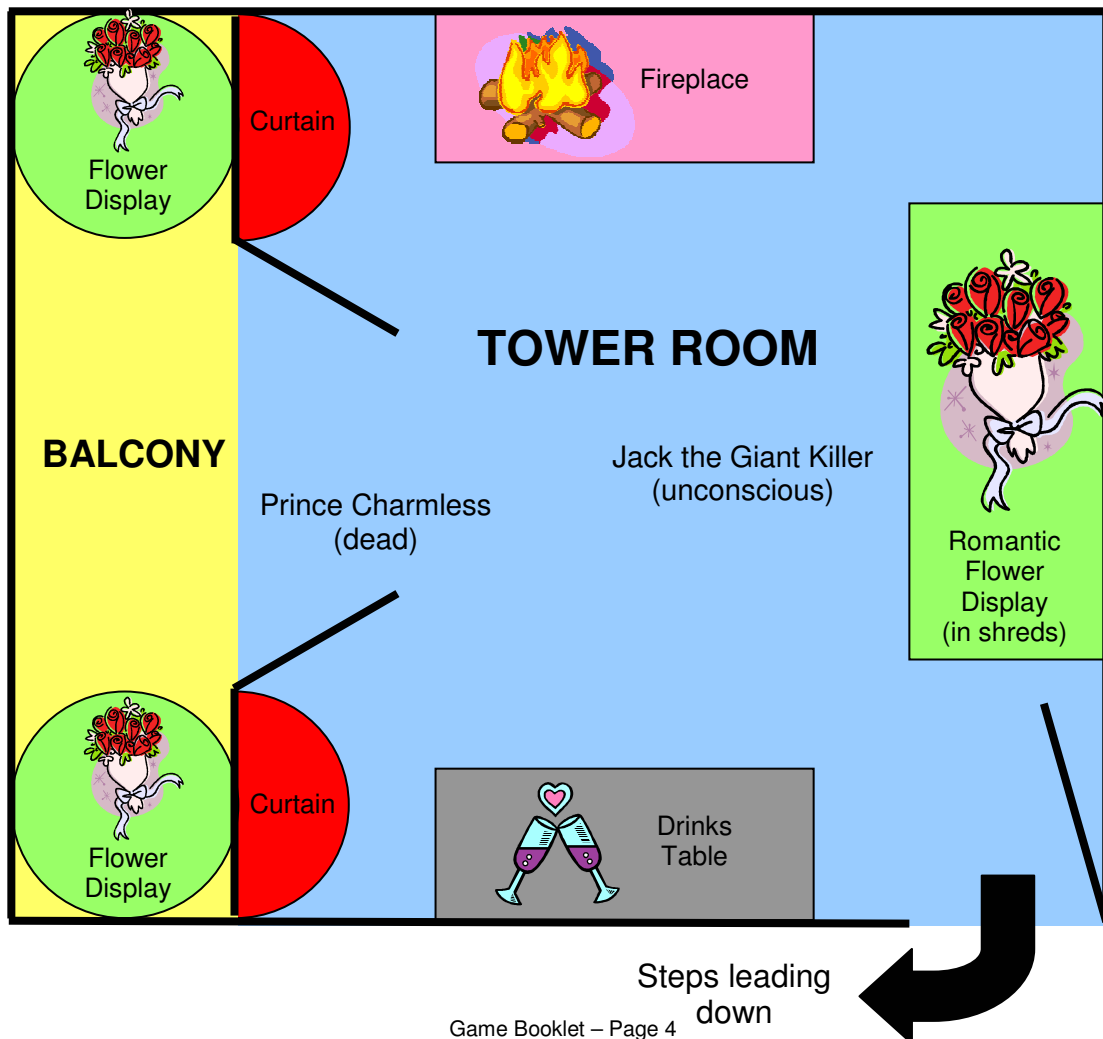 Flower
Display
Curtain
Fireplace
TOWER ROOM
BALCONY
Jack the Giant Killer
(unconscious)
Prince Charmless
(dead)
Romantic
Flower
Display
(in shreds)
Flower
Display
Curtain
Drinks
Table
Steps leading
down
Game Booklet – Page 4